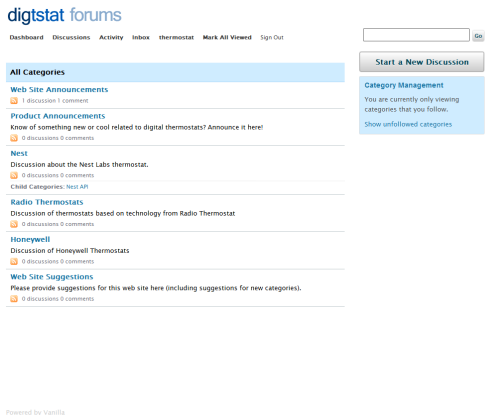 digtstat forums
Dashboard Discussions Activity Inbox thermostat Mark All Viewed Sign Out
Go
Start a New Discussion
All Categories
Web Site Announcements
1 discussion 1 comment
Product Announcements
Know of something new or cool related to digital thermostats? Announce it here!
0 discussions 0 comments
Nest
Discussion about the Nest Labs thermostat.
0 discussions 0 comments
Child Categories: Nest API
Radio Thermostats
Discussion of thermostats based on technology from Radio Thermostat
0 discussions 0 comments
Honeywell
Discussion of Honeywell Thermostats
0 discussions 0 comments
Web Site Suggestions
Please provide suggestions for this web site here (including suggestions for new categories).
0 discussions 0 comments
Category Management
You are currently only viewing
categories that you follow.
Show unfollowed categories
Powered by Vanilla